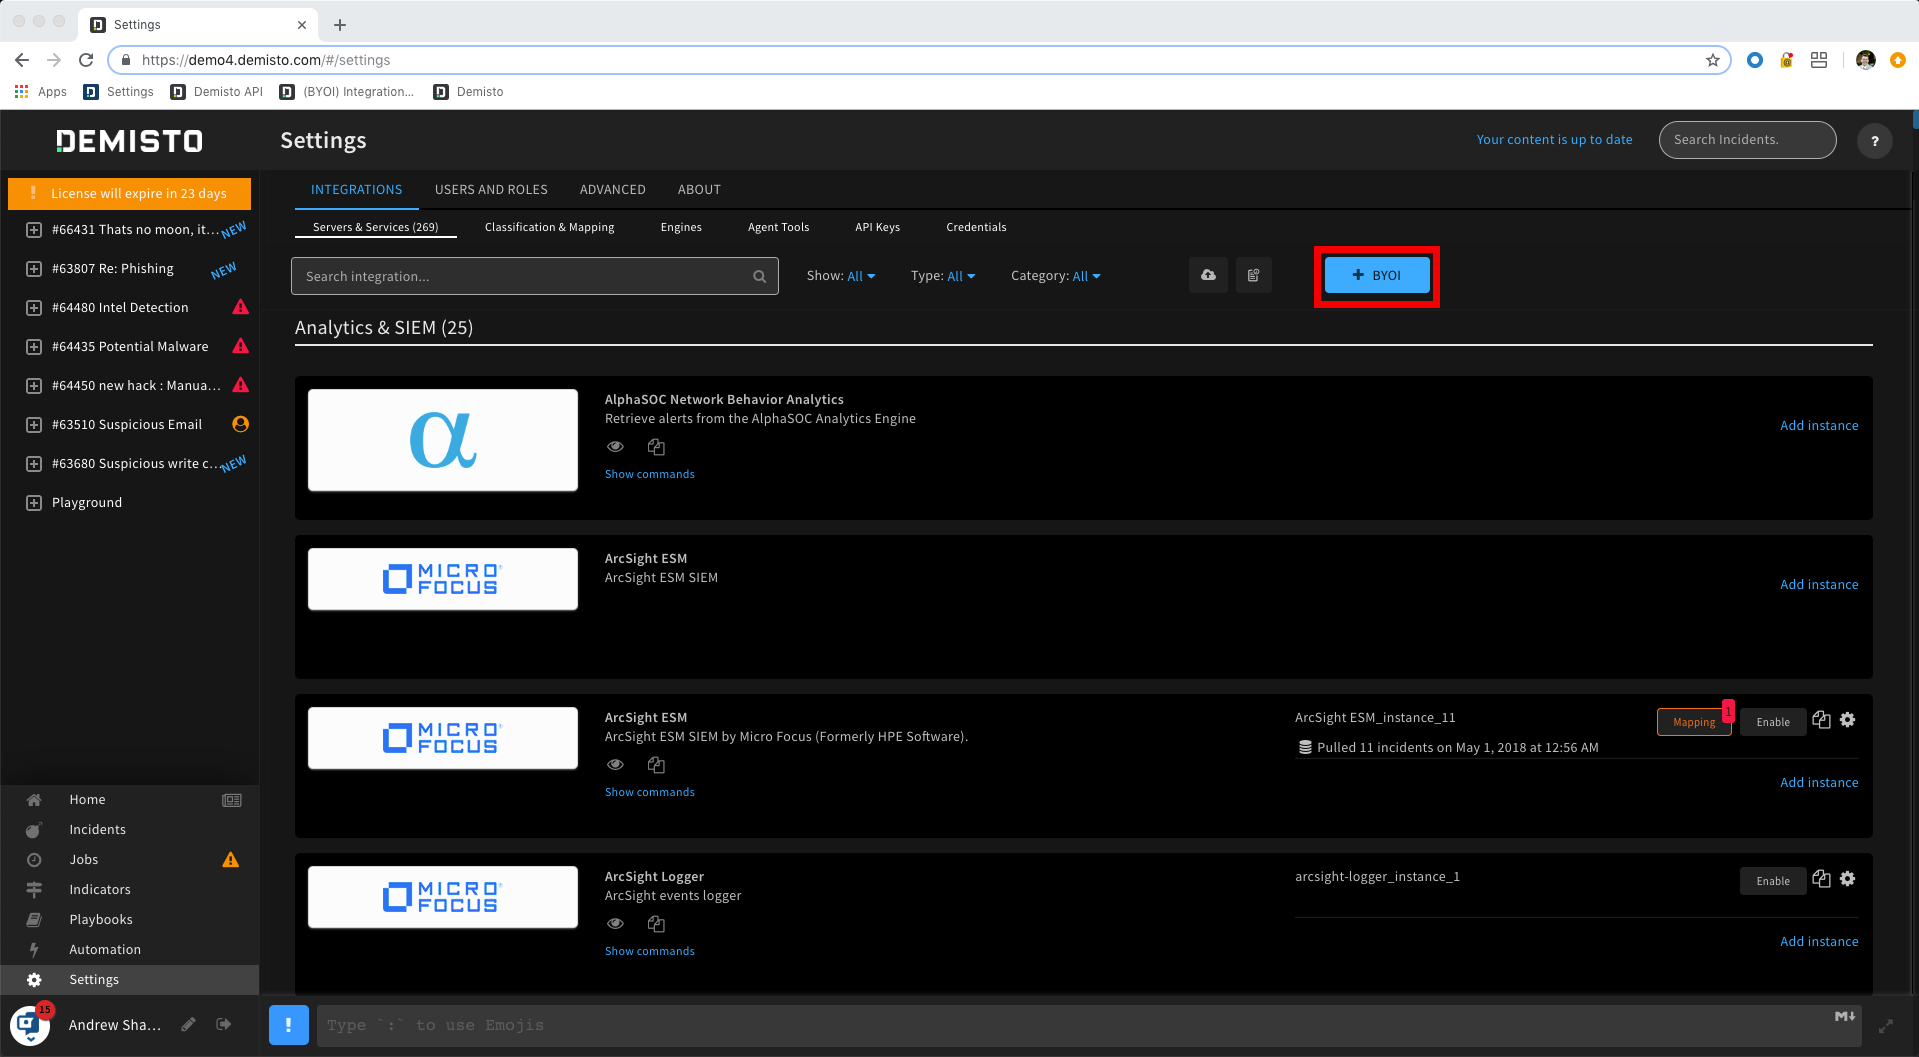 Settings
https://demo4.demisto.com/#/settings
Apps Settings Demisto API (BYOI) Integration... Demisto
DEMISTO
Settings
Your content is up to date
Search Incidents.
?
License will expire in 23 days
#66431 Thats no moon, it... NEW
#63807 Re: Phishing NEW
#64480 Intel Detection
#64435 Potential Malware
#64450 new hack : Manua...
#63510 Suspicious Email
#63680 Suspicious write c... NEW
Playground
Home
Incidents
Jobs
Indicators
Playbooks
Automation
Settings
15
Andrew Sha...
INTEGRATIONS USERS AND ROLES ADVANCED ABOUT
Servers & Services (269) Classification & Mapping Engines Agent Tools API Keys Credentials
Search integration... Show: All Type: All Category: All + BYOI
Analytics & SIEM (25)
AlphaSOC Network Behavior Analytics
Retrieve alerts from the AlphaSOC Analytics Engine
Show commands
Add instance
α
MICRO
FOCUS
ArcSight ESM
ArcSight ESM SIEM
Add instance
MICRO
FOCUS
ArcSight ESM
ArcSight ESM SIEM by Micro Focus (Formerly HPE Software).
Show commands
ArcSight ESM_instance_11
Mapping 1 Enable
Pulled 11 incidents on May 1, 2018 at 12:56 AM
Add instance
MICRO
FOCUS
ArcSight Logger
ArcSight events logger
Show commands
arcsight-logger_instance_1
Enable
Add instance
!
Type `:` to use Emojis
M↓